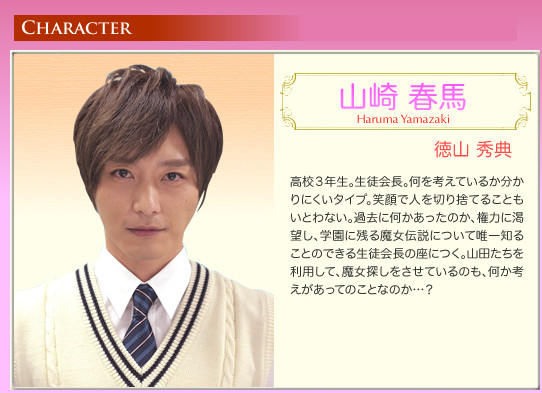 CHARACTER
山崎 春馬
Haruma Yamazaki
徳山 秀典
高校３年生。生徒会長。何を考えているか分か
りにくいタイプ。笑顔で人を切り捨てることも
いとわない。過去に何かあったのか、権力に渇
望し、学園に残る魔女伝説について唯一知る
ことのできる生徒会長の座につく。山田たちを
利用して、魔女探しをさせているのも、何か考
えがあってのことなのか…？